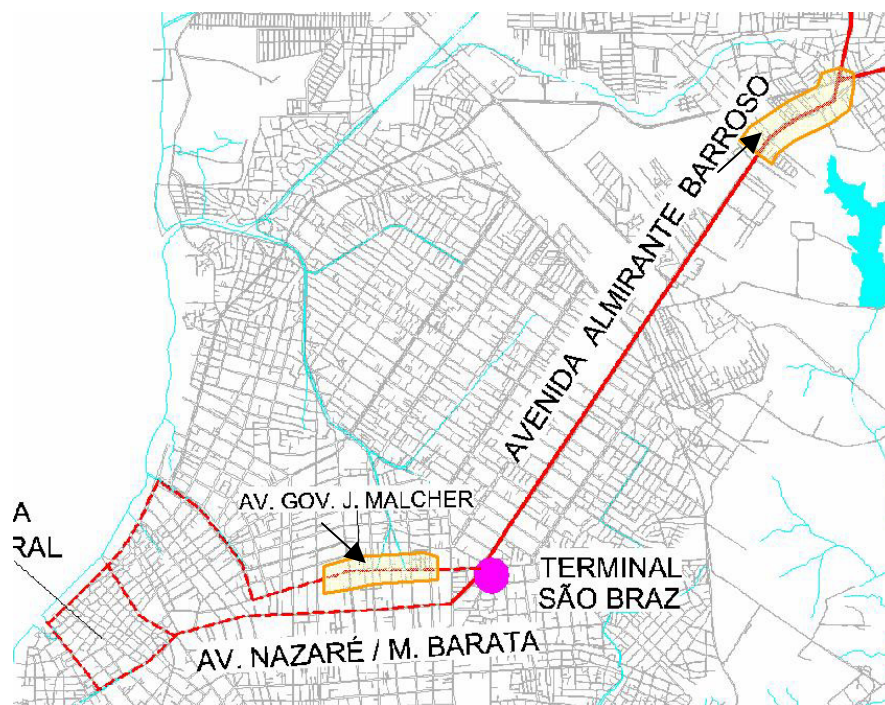 AVENIDA ALMIRANTE BARROSO
A
RAL
AV. GOV. J. MALCHER
TERMINAL
SÃO BRAZ
AV. NAZARÉ / M. BARATA